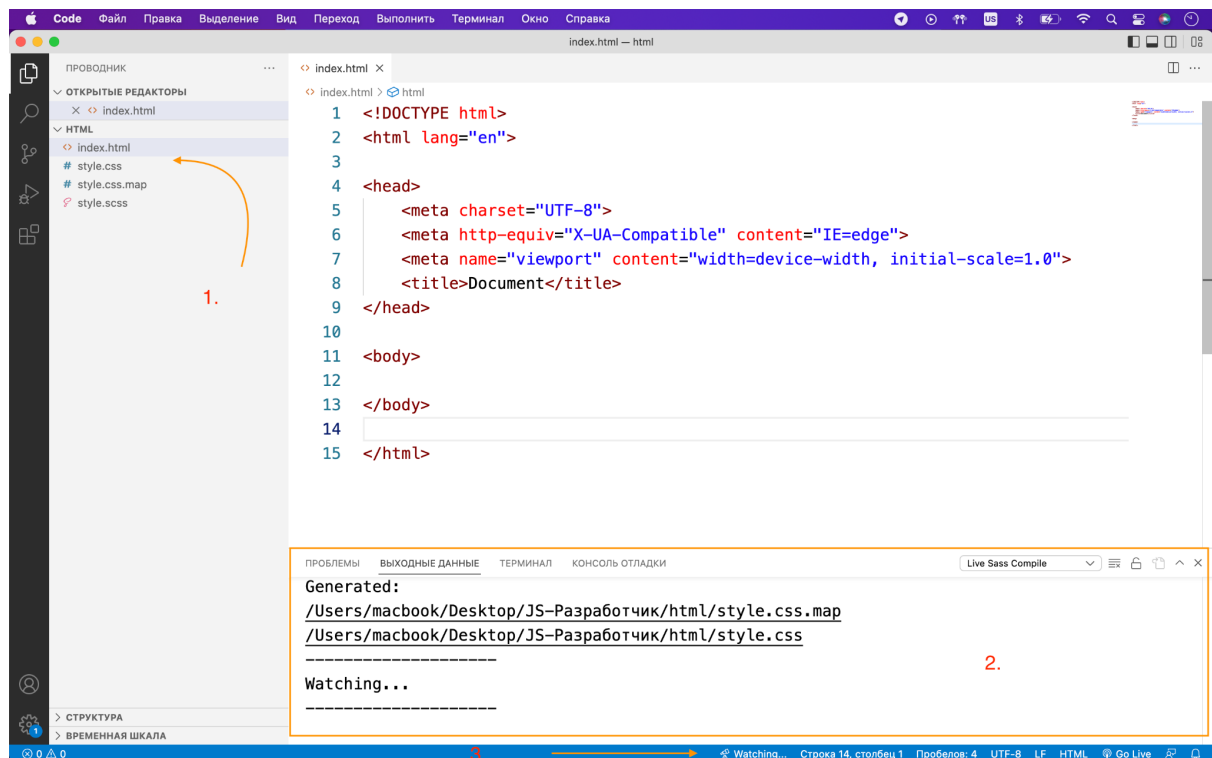 Code Файл Правка Выделение Вид Переход Выполнить Терминал Окно Справка US
index.html — html
ПРОВОДНИК ...
ОТКРЫТЫЕ РЕДАКТОРЫ
index.html
HTML
index.html
# style.css
# style.css.map
style.scss
1.
index.html
index.html > html
1 <!DOCTYPE html>
2 <html lang="en">
3
4 <head>
5 <meta charset="UTF-8">
6 <meta http-equiv="X-UA-Compatible" content="IE=edge">
7 <meta name="viewport" content="width=device-width, initial-scale=1.0">
8 <title>Document</title>
9 </head>
10
11 <body>
12
13 </body>
14
15 </html>
ПРОБЛЕМЫ ВЫХОДНЫЕ ДАННЫЕ ТЕРМИНАЛ КОНСОЛЬ ОТЛАДКИ Live Sass Compile
Generated:
/Users/macbook/Desktop/JS-Разработчик/html/style.css.map
/Users/macbook/Desktop/JS-Разработчик/html/style.css
--------------------
Watching...
--------------------
2.
СТРУКТУРА
ВРЕМЕННАЯ ШКАЛА
1
0 0 3. Watching... Строка 14, столбец 1 Пробелов: 4 UTF-8 LF HTML Go Live